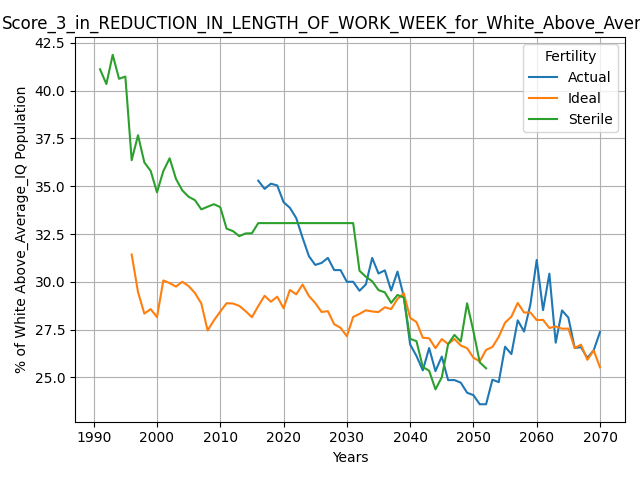 Score_3_in_REDUCTION_IN_LENGTH_OF_WORK_WEEK_for_White_Above_Aver
Fertility
Actual
Ideal
Sterile
% of White Above_Average_IQ Population
42.5
40.0
37.5
35.0
32.5
30.0
27.5
25.0
1990 2000 2010 2020 2030 2040 2050 2060 2070
Years